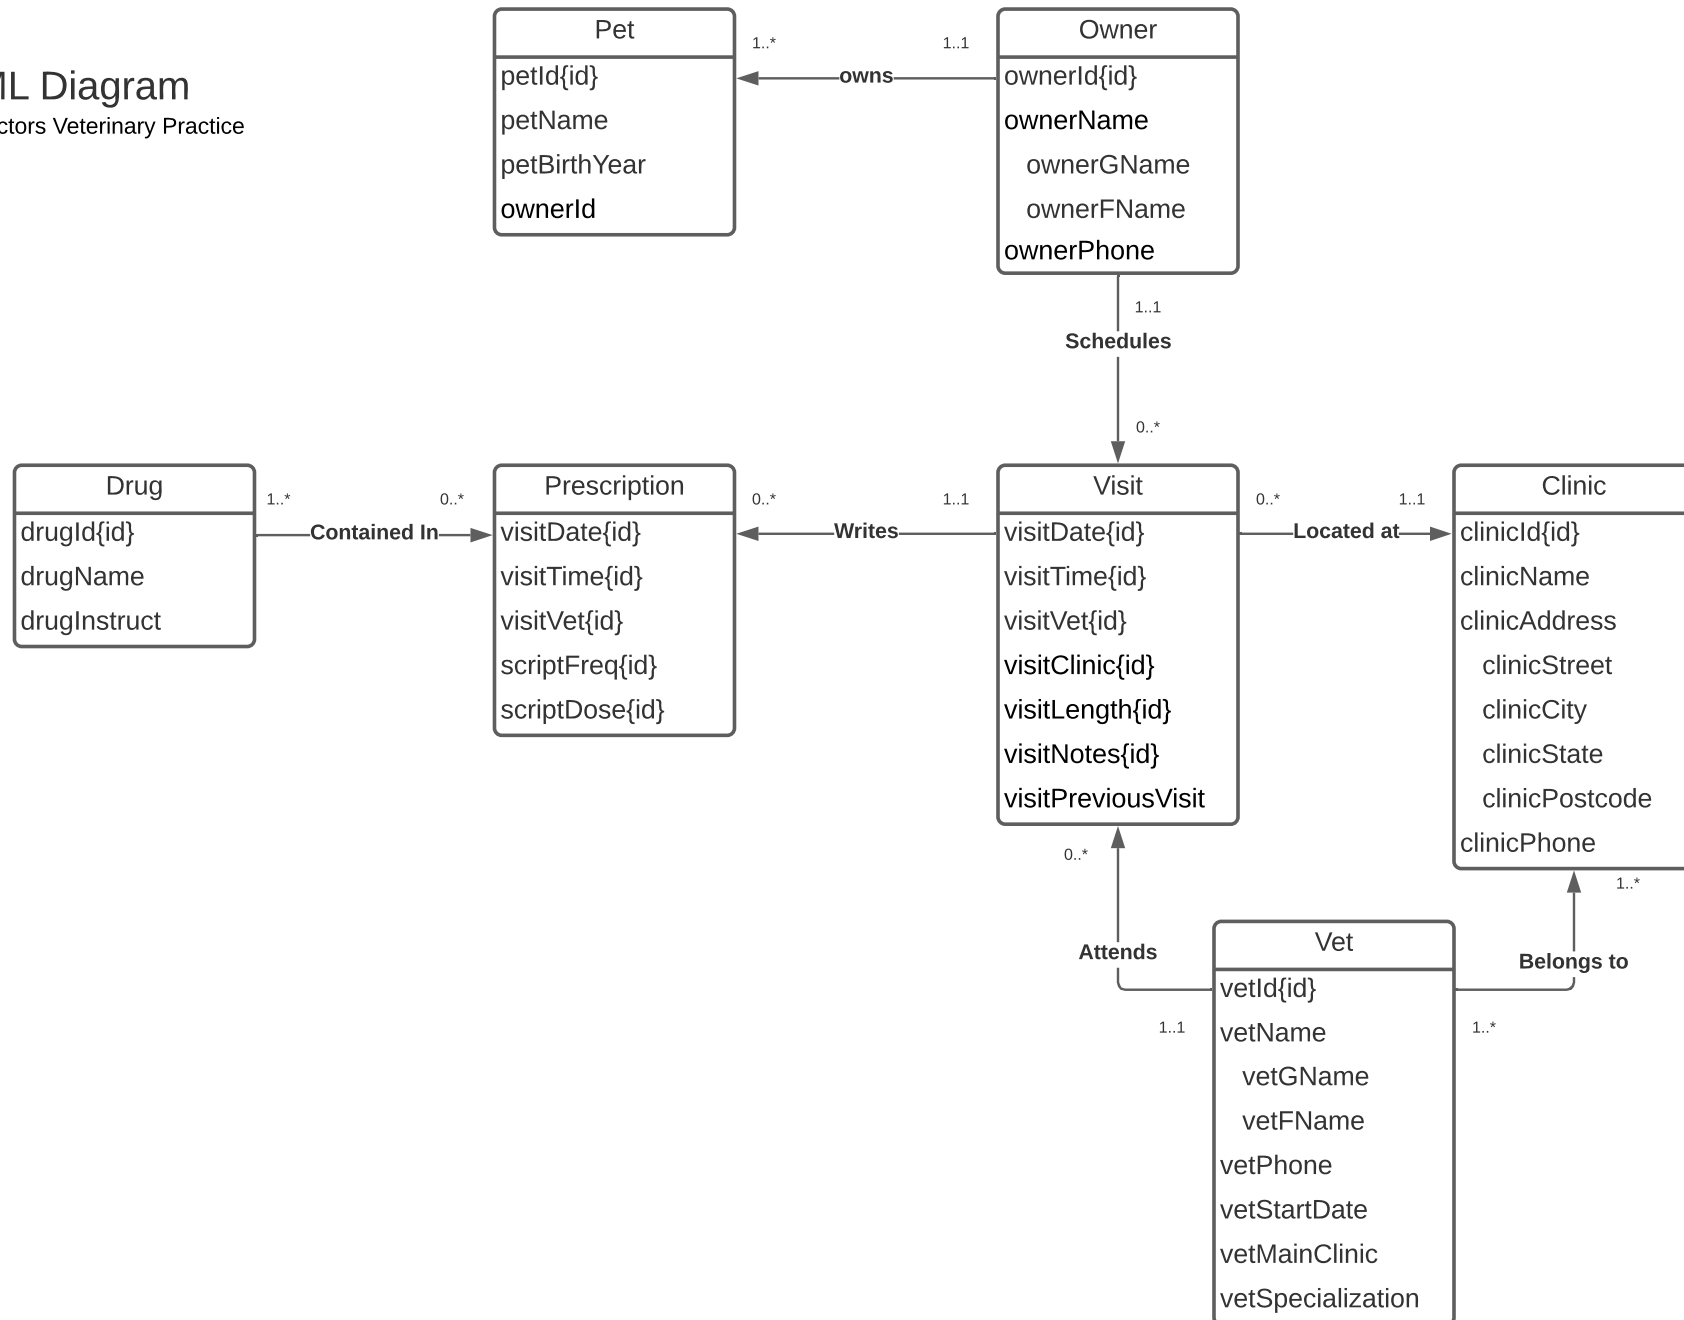 ML Diagram
ctors Veterinary Practice
Pet
petId{id}
petName
petBirthYear
ownerId
1..*
owns
1..1
Owner
ownerId{id}
ownerName
ownerGName
ownerFName
ownerPhone
1..1
Schedules
0..*
Drug
drugId{id}
drugName
drugInstruct
1..*
Contained In
0..*
Prescription
visitDate{id}
visitTime{id}
visitVet{id}
scriptFreq{id}
scriptDose{id}
0..*
Writes
1..1
Visit
visitDate{id}
visitTime{id}
visitVet{id}
visitClinic{id}
visitLength{id}
visitNotes{id}
visitPreviousVisit
0..*
Located at
1..1
Clinic
clinicId{id}
clinicName
clinicAddress
clinicStreet
clinicCity
clinicState
clinicPostcode
clinicPhone
0..*
Attends
1..1
1..*
Belongs to
1..*
Vet
vetId{id}
vetName
vetGName
vetFName
vetPhone
vetStartDate
vetMainClinic
vetSpecialization